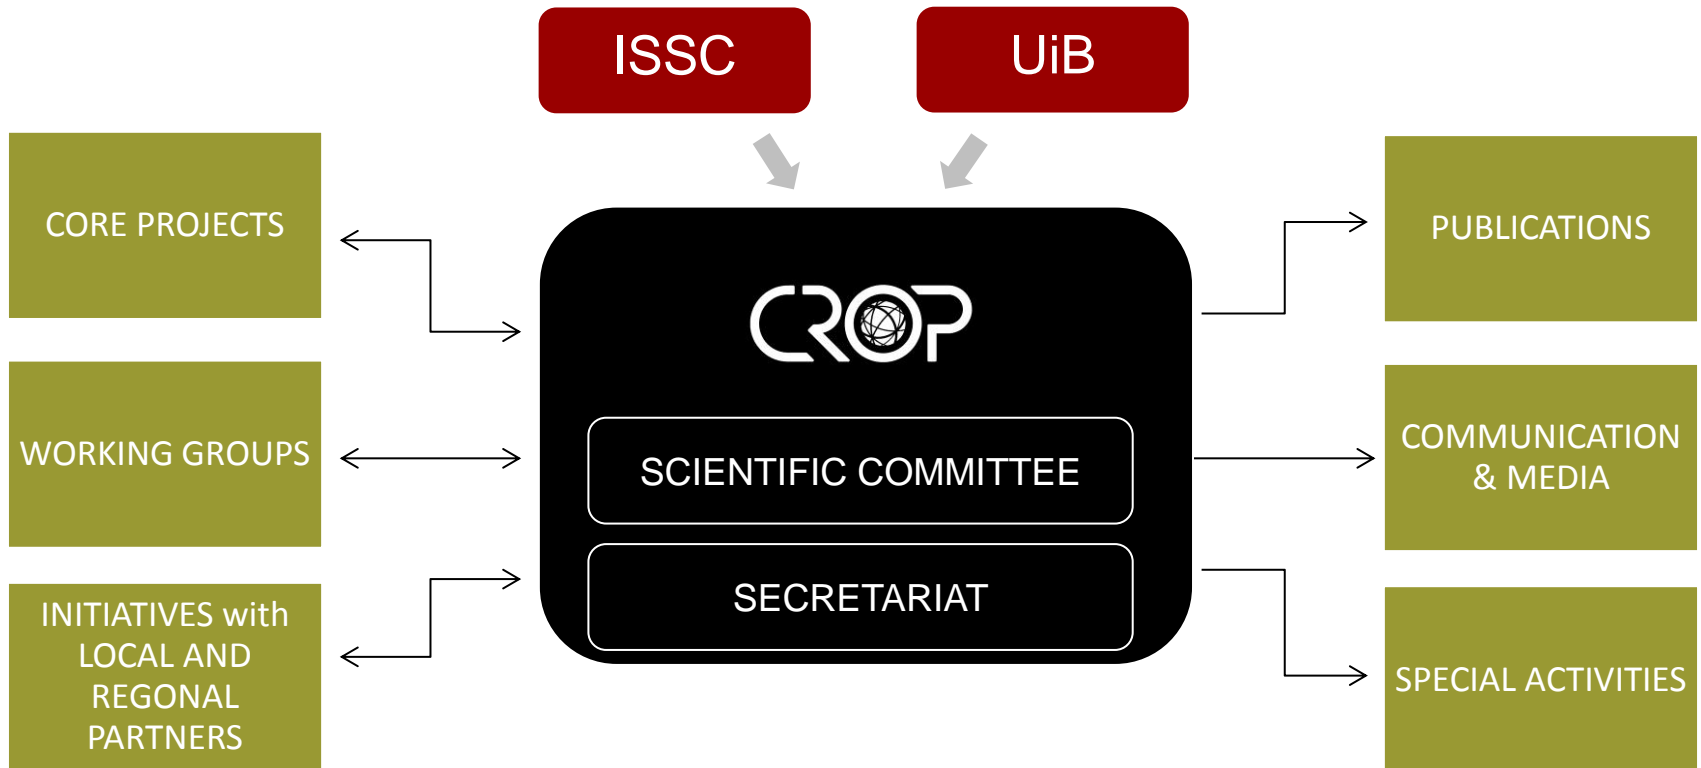 ISSC
UiB
CORE PROJECTS
PUBLICATIONS
CROP
WORKING GROUPS
COMMUNICATION
& MEDIA
SCIENTIFIC COMMITTEE
SECRETARIAT
INITIATIVES with
LOCAL AND
REGONAL
PARTNERS
SPECIAL ACTIVITIES